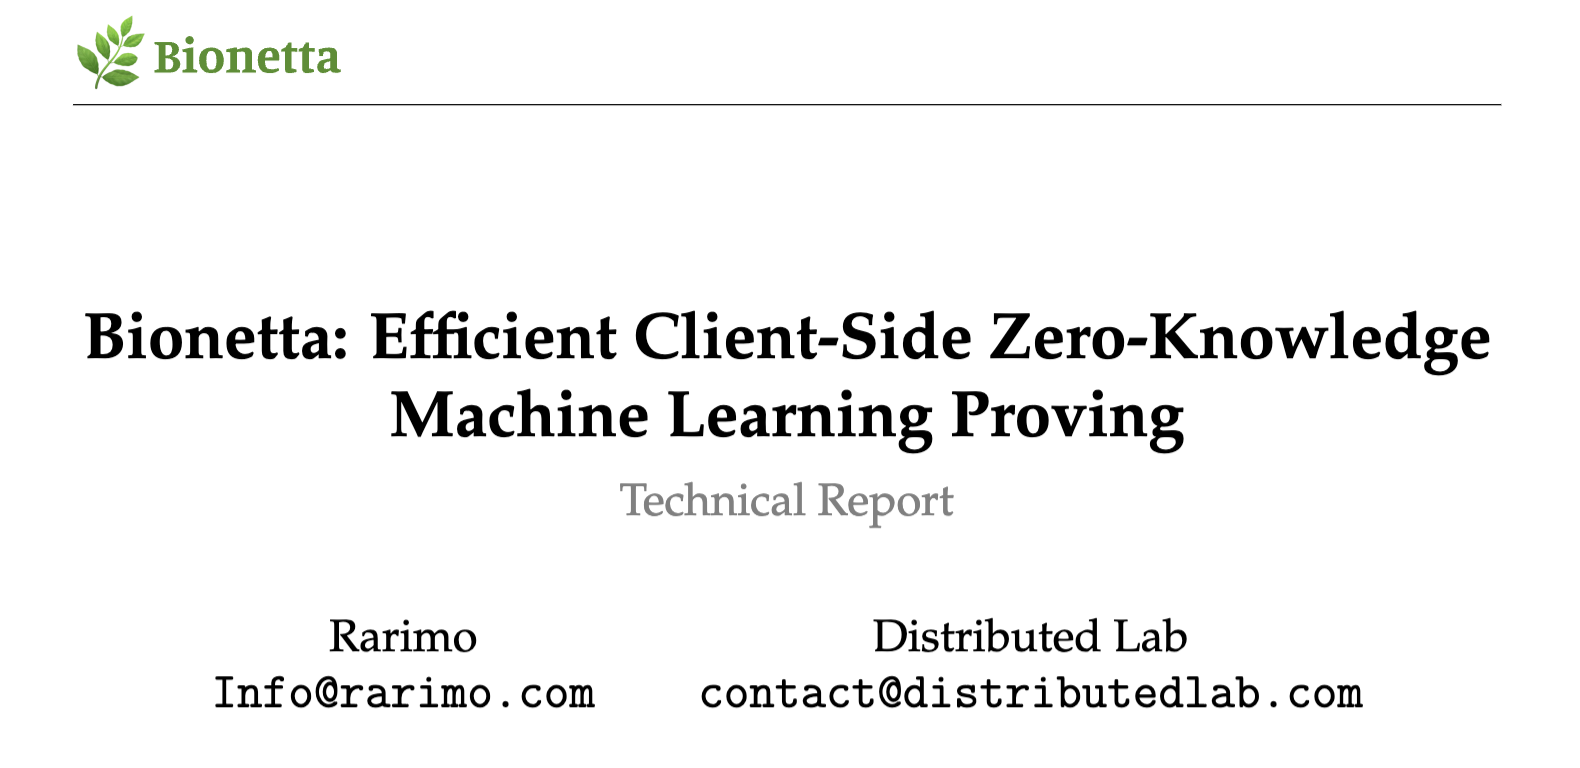 Bionetta
Bionetta: Efficient Client-Side Zero-Knowledge
Machine Learning Proving
Technical Report
Rarimo
Info@rarimo.com
Distributed Lab
contact@distributedlab.com